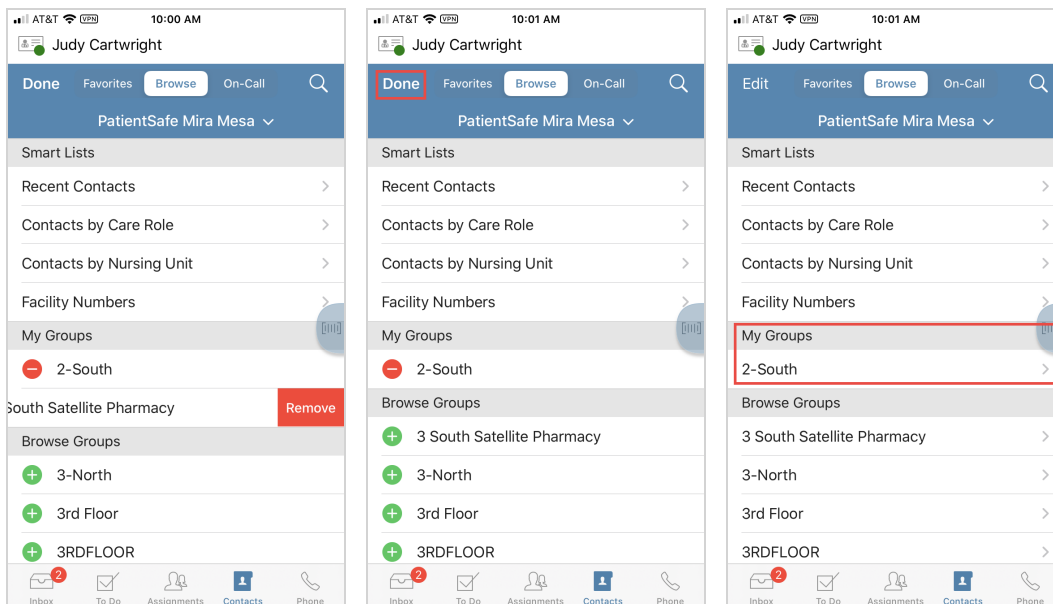 AT&T VPN 10:00 AM
Judy Cartwright
Done Favorites Browse On-Call
PatientSafe Mira Mesa
Smart Lists
Recent Contacts
Contacts by Care Role
Contacts by Nursing Unit
Facility Numbers
My Groups
2-South
South Satellite Pharmacy Remove
Browse Groups
3-North
3rd Floor
3RDFLOOR
2
Inbox To Do Assignments Contacts Phone
AT&T VPN 10:01 AM
Judy Cartwright
Done Favorites Browse On-Call
PatientSafe Mira Mesa
Smart Lists
Recent Contacts
Contacts by Care Role
Contacts by Nursing Unit
Facility Numbers
My Groups
2-South
Browse Groups
3 South Satellite Pharmacy
3-North
3rd Floor
3RDFLOOR
2
Inbox To Do Assignments Contacts Phone
AT&T VPN 10:01 AM
Judy Cartwright
Edit Favorites Browse On-Call
PatientSafe Mira Mesa
Smart Lists
Recent Contacts
Contacts by Care Role
Contacts by Nursing Unit
Facility Numbers
My Groups
2-South
Browse Groups
3 South Satellite Pharmacy
3-North
3rd Floor
3RDFLOOR
2
Inbox To Do Assignments Contacts Phone